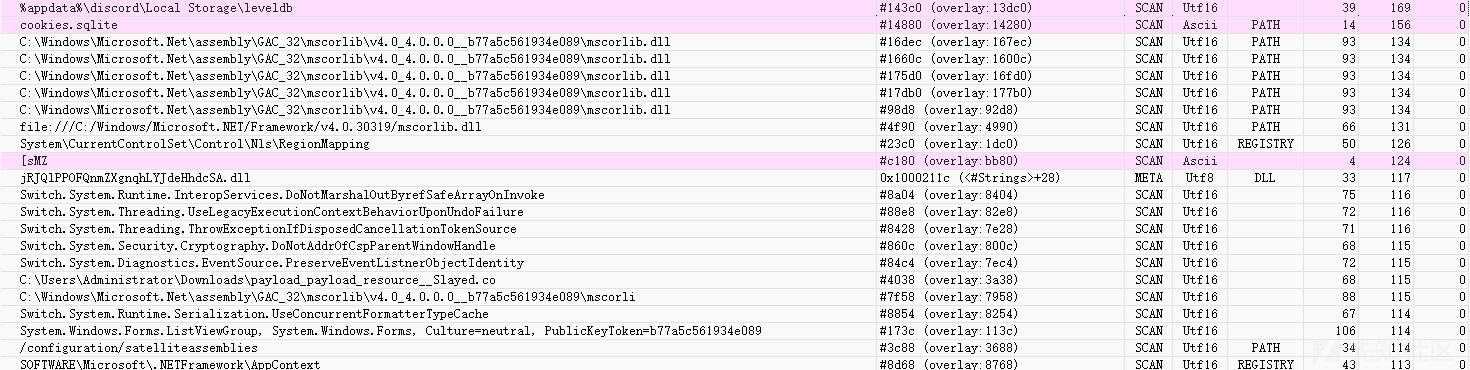 %appdata%\discord\Local Storage\leveldb #143c0 (overlay:13dc0) SCAN Utf16 39 169 0
cookies.sqlite #14880 (overlay:14280) SCAN Ascii PATH 14 156 0
C:\Windows\Microsoft.Net\assembly\GAC_32\mscorlib\v4.0_4.0.0.0__b77a5c561934e089\mscorlib.dll #16dec (overlay:167ec) SCAN Utf16 PATH 93 134 0
C:\Windows\Microsoft.Net\assembly\GAC_32\mscorlib\v4.0_4.0.0.0__b77a5c561934e089\mscorlib.dll #1660c (overlay:1600c) SCAN Utf16 PATH 93 134 0
C:\Windows\Microsoft.Net\assembly\GAC_32\mscorlib\v4.0_4.0.0.0__b77a5c561934e089\mscorlib.dll #175d0 (overlay:16fd0) SCAN Utf16 PATH 93 134 0
C:\Windows\Microsoft.Net\assembly\GAC_32\mscorlib\v4.0_4.0.0.0__b77a5c561934e089\mscorlib.dll #17db0 (overlay:177b0) SCAN Utf16 PATH 93 134 0
C:\Windows\Microsoft.Net\assembly\GAC_32\mscorlib\v4.0_4.0.0.0__b77a5c561934e089\mscorlib.dll #98d8 (overlay:92d8) SCAN Utf16 PATH 93 134 0
file:///C:/Windows/Microsoft.NET/Framework/v4.0.30319/mscorlib.dll #4f90 (overlay:4990) SCAN Utf16 PATH 66 131 0
System\CurrentControlSet\Control\Nls\RegionMapping #23c0 (overlay:1dc0) SCAN Utf16 REGISTRY 50 126 0
[sMZ #c180 (overlay:bb80) SCAN Ascii 4 124 0
jRJQlPPOFQnmZXgnqhLYJdeHhdcSA.dll 0x1000211c (<#Strings>+28) META Utf8 DLL 33 117 0
Switch.System.Runtime.InteropServices.DoNotMarshalOutByrefSafeArrayOnInvoke #8a04 (overlay:8404) SCAN Utf16 75 116 0
Switch.System.Threading.UseLegacyExecutionContextBehaviorUponUndoFailure #88e8 (overlay:82e8) SCAN Utf16 72 116 0
Switch.System.Threading.ThrowExceptionIfDisposedCancellationTokenSource #8428 (overlay:7e28) SCAN Utf16 71 116 0
Switch.System.Security.Cryptography.DoNotAddrOfCspParentWindowHandle #860c (overlay:800c) SCAN Utf16 68 115 0
Switch.System.Diagnostics.EventSource.PreserveEventListnerObjectIdentity #84c4 (overlay:7ec4) SCAN Utf16 72 115 0
C:\Users\Administrator\Downloads\payload_payload_resource__Slayed.co #4038 (overlay:3a38) SCAN Utf16 68 115 0
C:\Windows\Microsoft.Net\assembly\GAC_32\mscorlib\v4.0_4.0.0.0__b77a5c561934e089\mscorli #7f58 (overlay:7958) SCAN Utf16 88 115 0
Switch.System.Runtime.Serialization.UseConcurrentFormatterTypeCache #8854 (overlay:8254) SCAN Utf16 67 114 0
System.Windows.Forms.ListViewGroup, System.Windows.Forms, Culture=neutral, PublicKeyToken=b77a5c561934e089 #173c (overlay:113c) SCAN Utf16 106 114 0
/configuration/satelliteassemblies #3c88 (overlay:3688) SCAN Utf16 PATH 34 114 0
SOFTWARE\Microsoft\.NETFramework\AppContext #8d68 (overlay:8768) SCAN Utf16 REGISTRY 43 113 0